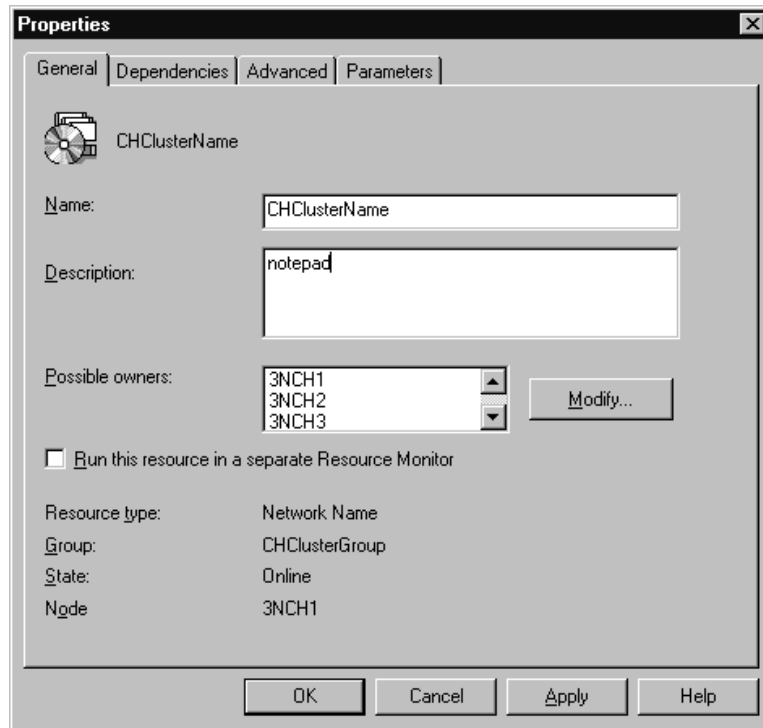 Properties
General Dependencies Advanced Parameters
CHClusterName
Name: CHClusterName
Description: notepad
Possible owners: 3NCH1
3NCH2
3NCH3
Modify...
Run this resource in a separate Resource Monitor
Resource type: Network Name
Group: CHClusterGroup
State: Online
Node 3NCH1
OK Cancel Apply Help